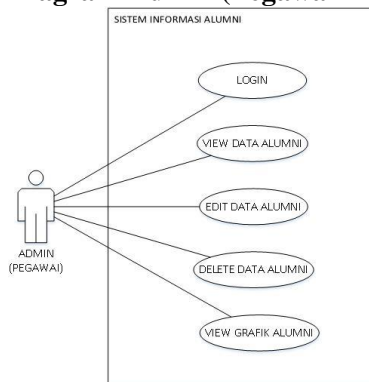 SISTEM INFORMASI ALUMNI
LOGIN
VIEW DATA ALUMNI
EDIT DATA ALUMNI
DELETE DATA ALUMNI
VIEW GRAFIK ALUMNI
ADMIN
(PEGAWAI)